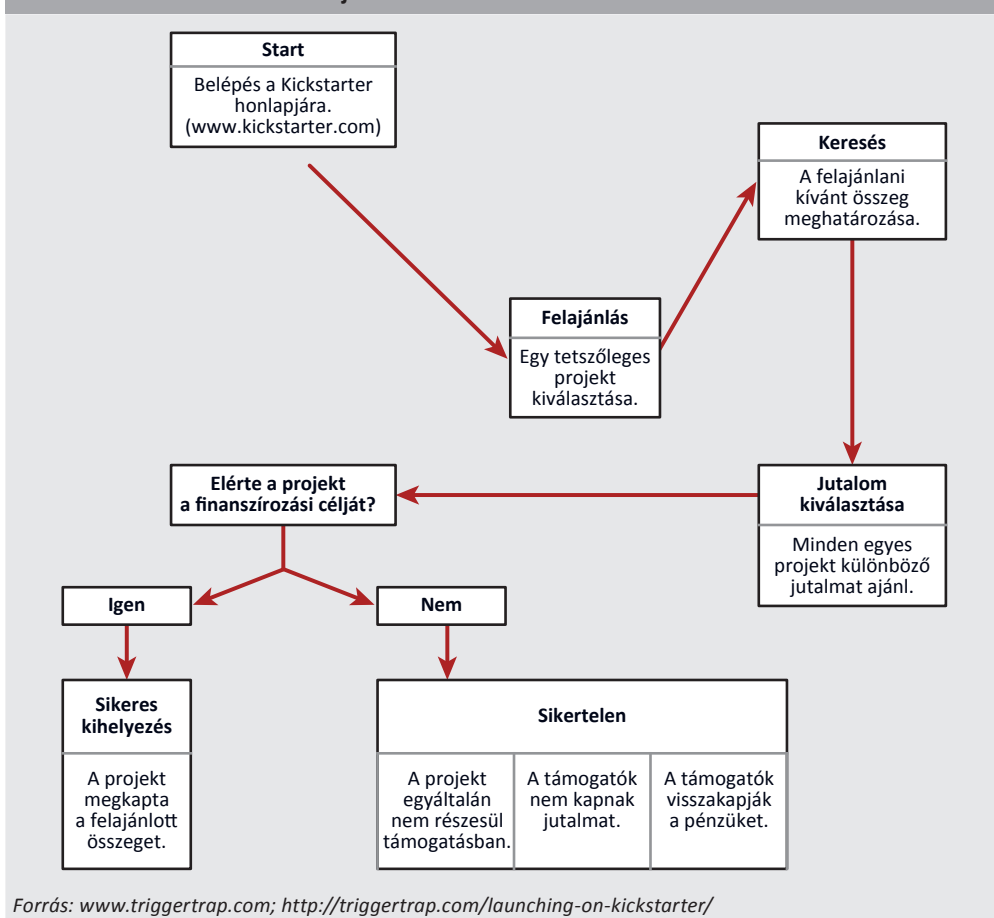 Start
Belépés a Kickstarter
honlapjára.
(www.kickstarter.com)
Keresés
A felajánlani
kívánt összeg
meghatározása.
Felajánlás
Egy tetszőleges
projekt
kiválasztása.
Elérte a projekt
a finanszírozási célját?
Jutalom
kiválasztása
Minden egyes
projekt különböző
jutalmat ajánl.
Igen
Nem
Sikeres
kihelyezés
A projekt
megkapta
a felajánlott
összeget.
Sikertelen
A projekt
egyáltalán
nem részesül
támogatásban.
A támogatók
nem kapnak
jutalmat.
A támogatók
visszakapják
a pénzüket.
Forrás: www.triggertrap.com; http://triggertrap.com/launching-on-kickstarter/